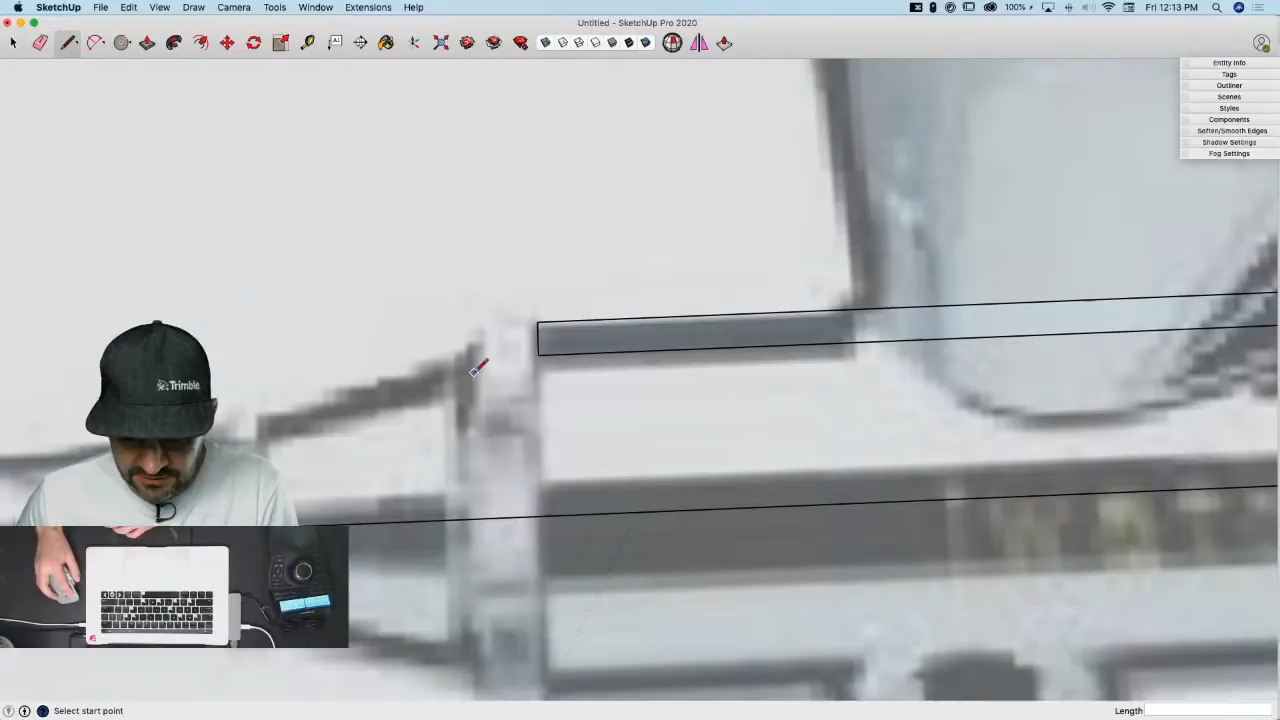 SketchUp File Edit View Draw Camera Tools Window Extensions Help
100% Fri 12:13 PM
Untitled - SketchUp Pro 2020
A1
Entity Info
Tags
Outliner
Scenes
Styles
Components
Soften/Smooth Edges
Shadow Settings
Fog Settings
Trimble
Select start point
Length